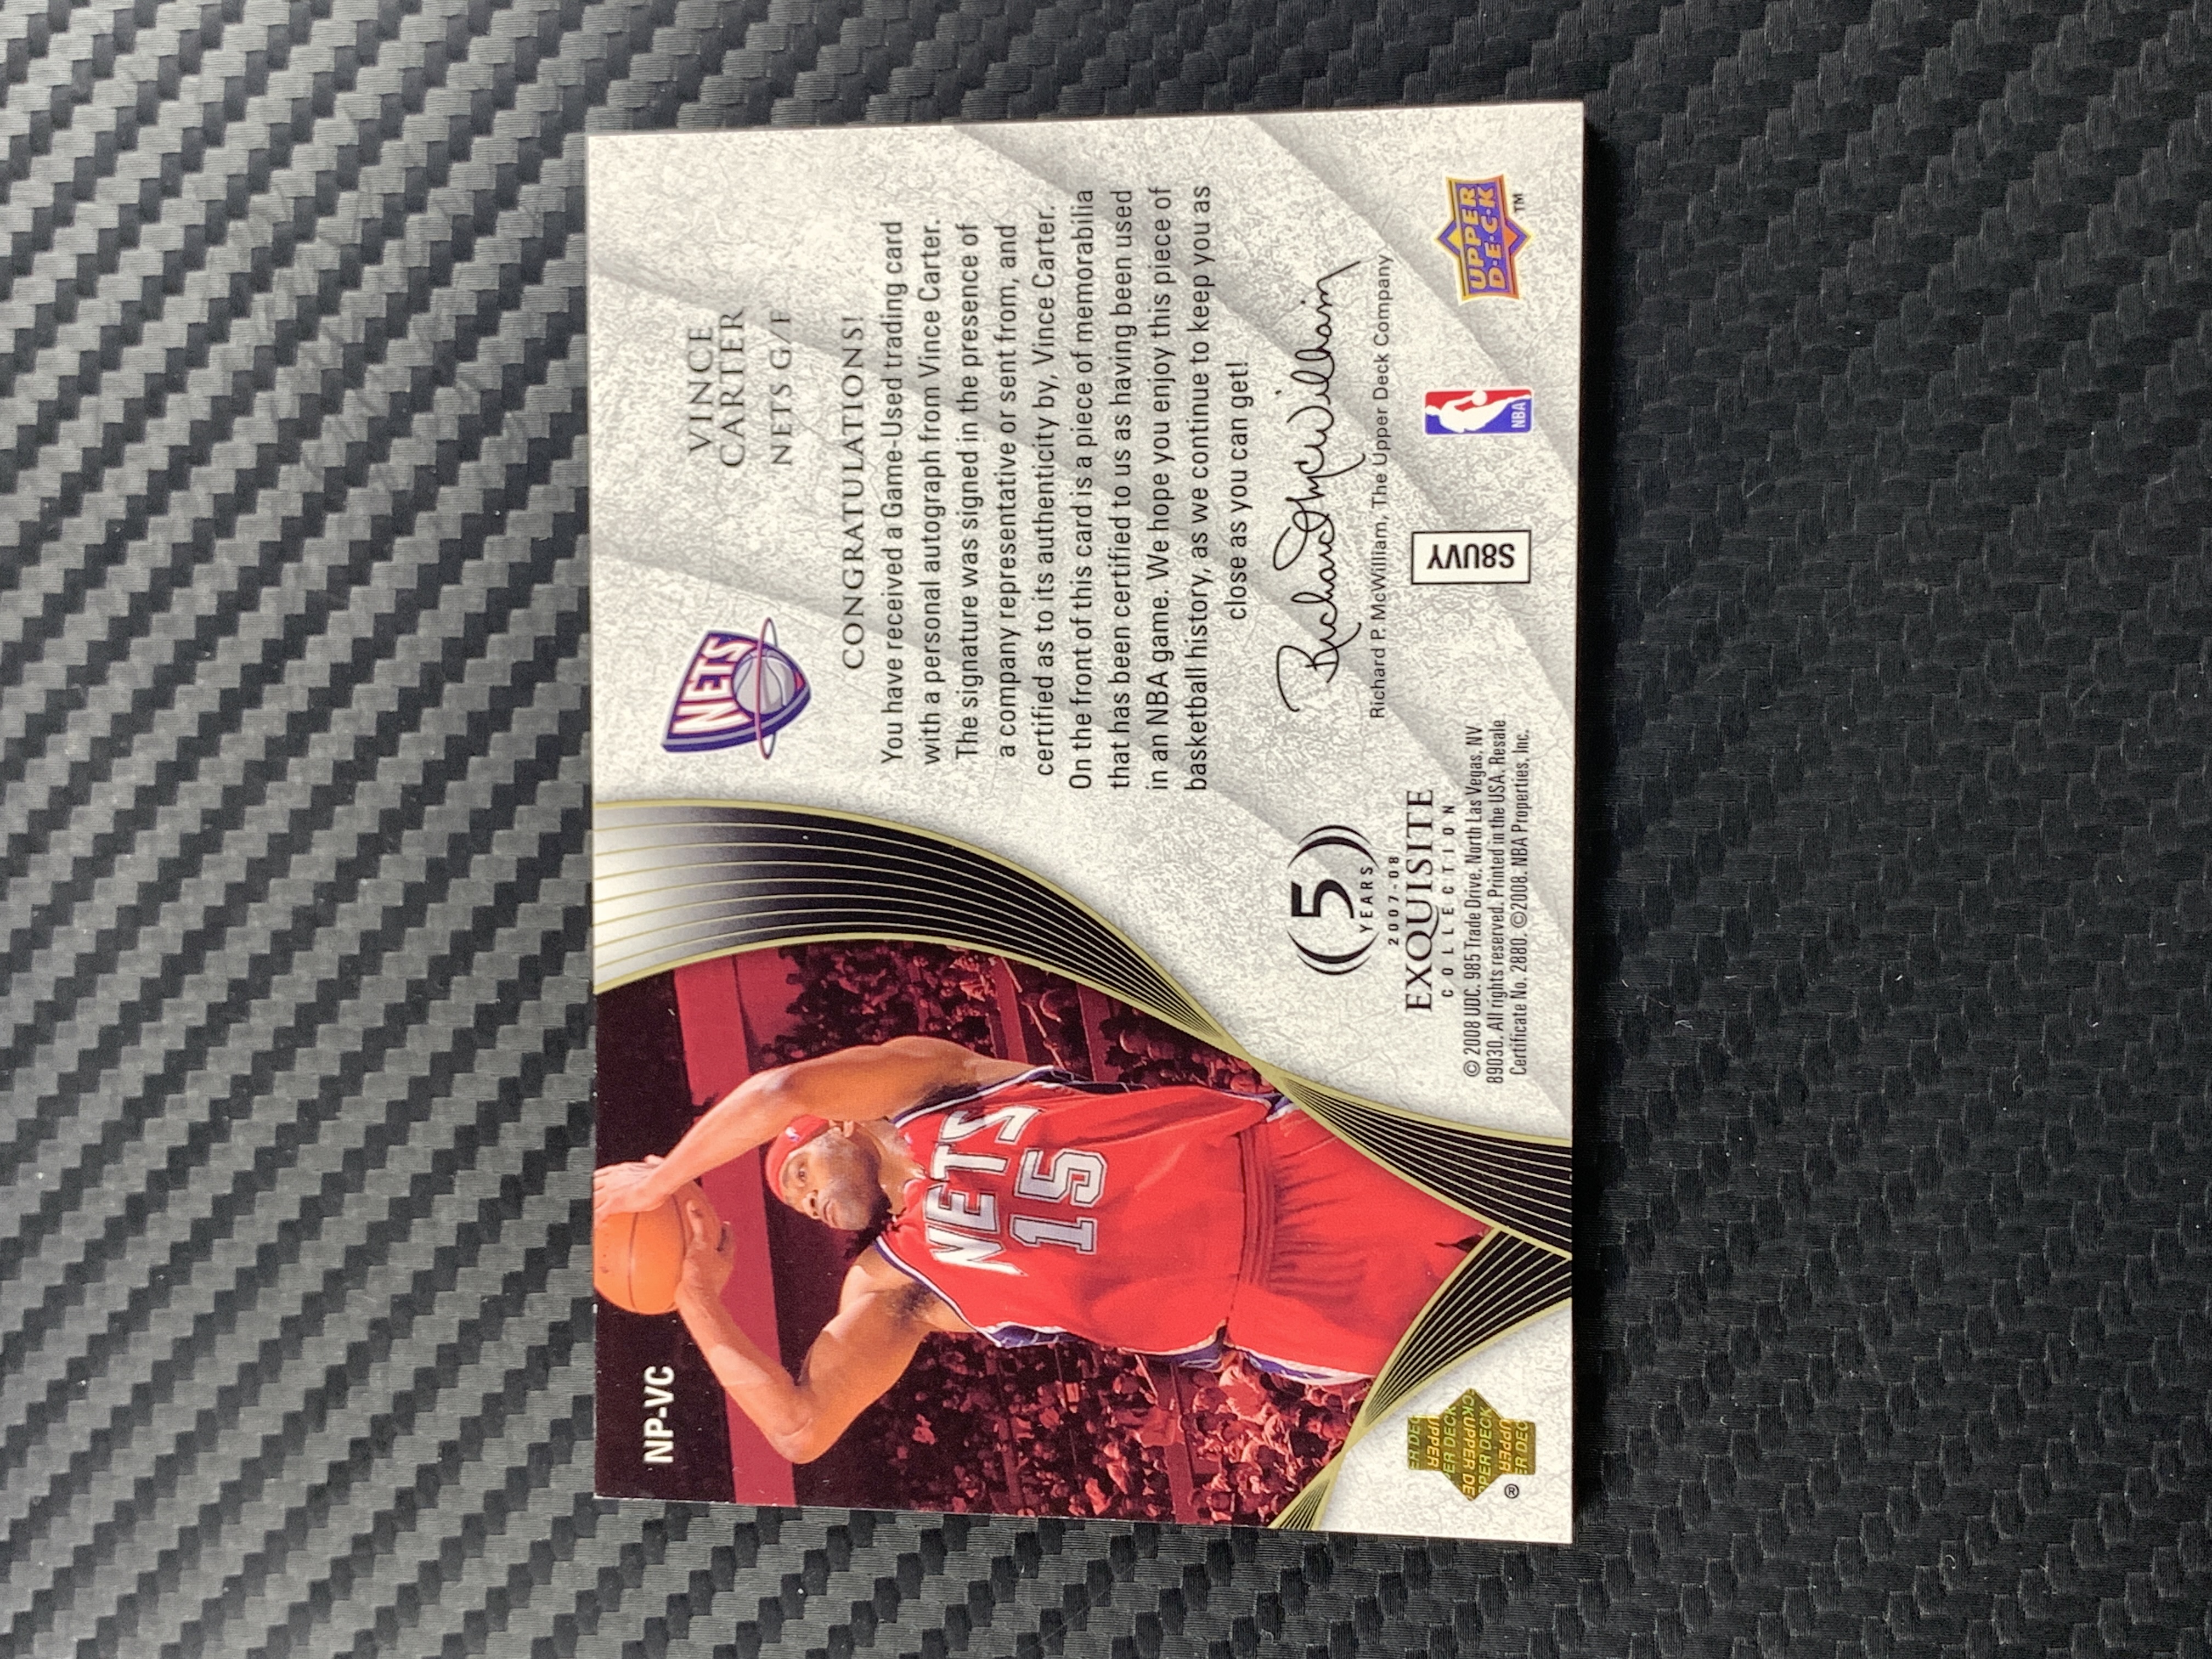 NP-VC
NETS
15
NETS
VINCE
CARTER
NETS G/F
CONGRATULATIONS!
You have received a Game-Used trading card
with a personal autograph from Vince Carter.
The signature was signed in the presence of
a company representative or sent from, and
certified as to its authenticity by, Vince Carter.
On the front of this card is a piece of memorabilia
that has been certified to us as having been used
in an NBA game. We hope you enjoy this piece of
basketball history, as we continue to keep you as
close as you can get!
Richard P. McWilliam
Richard P. McWilliam, The Upper Deck Company
5
YEARS
2007-08
EXQUISITE
COLLECTION
© 2008 UDC. 985 Trade Drive, North Las Vegas, NV
89030. All rights reserved. Printed in the USA. Resale
Certificate No. 2880. ©2008. NBA Properties, Inc.
S8UVY
NBA
UPPER
D·E·C·K
TM
®